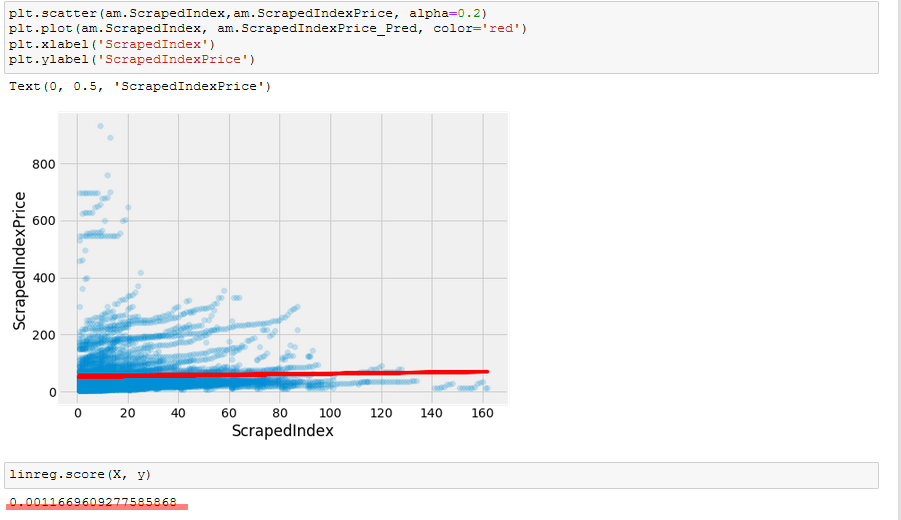 plt.scatter(am.ScrapedIndex,am.ScrapedIndexPrice, alpha=0.2)
plt.plot(am.ScrapedIndex, am.ScrapedIndexPrice_Pred, color='red')
plt.xlabel('ScrapedIndex')
plt.ylabel('ScrapedIndexPrice')
Text(0, 0.5, 'ScrapedIndexPrice')
800
600
400
200
0
ScrapedIndexPrice
0 20 40 60 80 100 120 140 160
ScrapedIndex
linreg.score(X, y)
0.0011669609277585868